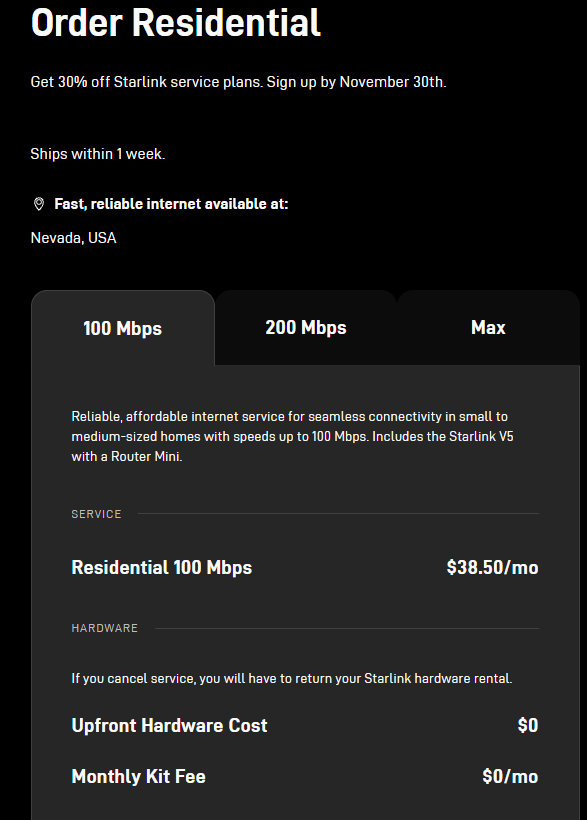 Order Residential
Get 30% off Starlink service plans. Sign up by November 30th.
Ships within 1 week.
Fast, reliable internet available at:
Nevada, USA
100 Mbps
200 Mbps
Max
Reliable, affordable internet service for seamless connectivity in small to
medium-sized homes with speeds up to 100 Mbps. Includes the Starlink V5
with a Router Mini.
SERVICE
Residential 100 Mbps $38.50/mo
HARDWARE
If you cancel service, you will have to return your Starlink hardware rental.
Upfront Hardware Cost $0
Monthly Kit Fee $0/mo